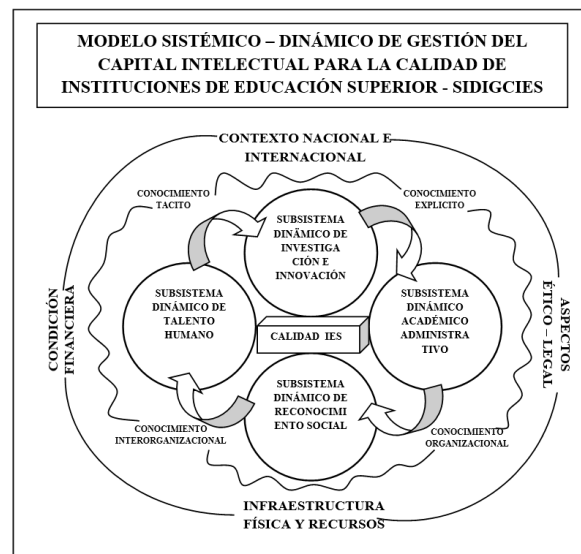 MODELO SISTÉMICO – DINÁMICO DE GESTIÓN DEL
CAPITAL INTELECTUAL PARA LA CALIDAD DE
INSTITUCIONES DE EDUCACIÓN SUPERIOR - SIDIGCIES
CONTEXTO NACIONAL E
INTERNACIONAL
CONOCIMIENTO
TACITO
CONOCIMIENTO
EXPLICITO
SUBSISTEMA
DINÃMICO DE
INVESTIGA
CIÓN E
INNOVACIÓN
CONDICIÓN
FINANCIERA
SUBSISTEMA
DINÁMICO DE
TALENTO
HUMANO
CALIDAD IES
SUBSISTEMA
DINÁMICO
ACADÉMICO
ADMINISTRA
TIVO
ASPECTOS
ÉTICO – LEGAL
SUBSISTEMA
DINÁMICO DE
RECONOCIMI
ENTO SOCIAL
CONOCIMIENTO
INTERORGANIZACIONAL
CONOCIMIENTO
ORGANIZACIONAL
INFRAESTRUCTURA
FÍSICA Y RECURSOS